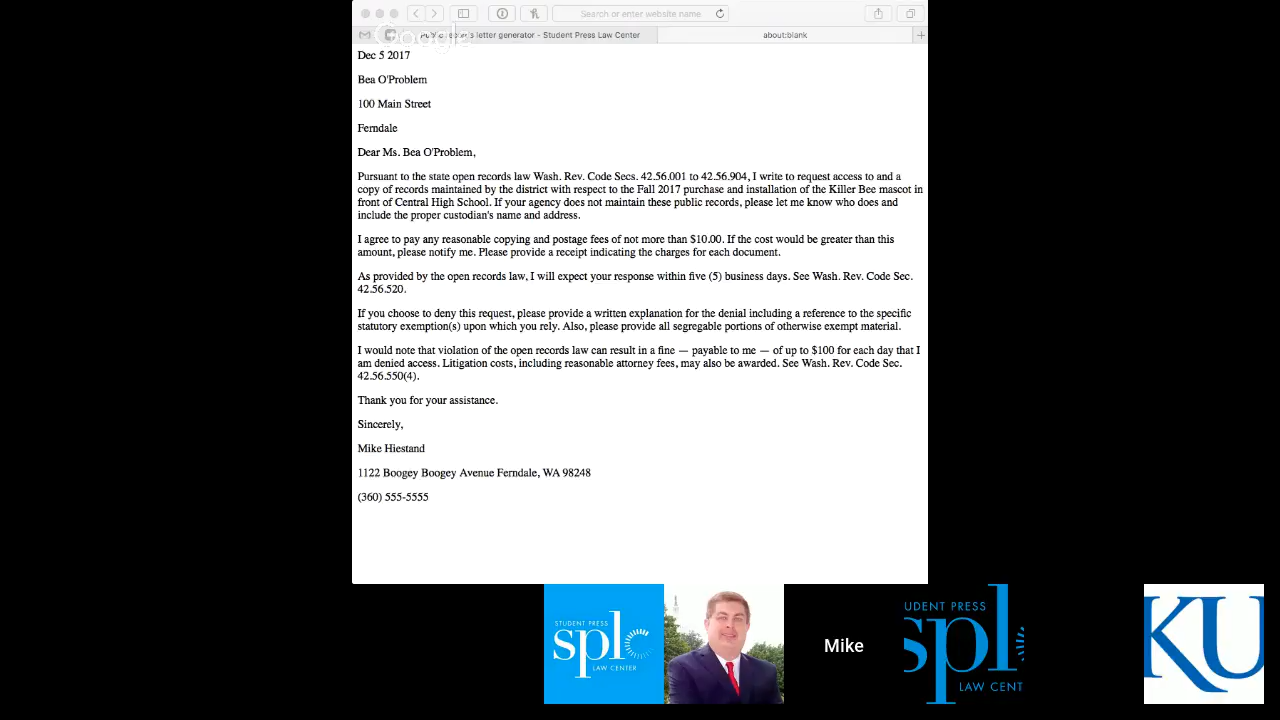 Search or enter website name
Google
Public records letter generator - Student Press Law Center
about:blank
Dec 5 2017
Bea O'Problem
100 Main Street
Ferndale
Dear Ms. Bea O'Problem,
Pursuant to the state open records law Wash. Rev. Code Secs. 42.56.001 to 42.56.904, I write to request access to and a
copy of records maintained by the district with respect to the Fall 2017 purchase and installation of the Killer Bee mascot in
front of Central High School. If your agency does not maintain these public records, please let me know who does and
include the proper custodian's name and address.
I agree to pay any reasonable copying and postage fees of not more than $10.00. If the cost would be greater than this
amount, please notify me. Please provide a receipt indicating the charges for each document.
As provided by the open records law, I will expect your response within five (5) business days. See Wash. Rev. Code Sec.
42.56.520.
If you choose to deny this request, please provide a written explanation for the denial including a reference to the specific
statutory exemption(s) upon which you rely. Also, please provide all segregable portions of otherwise exempt material.
I would note that violation of the open records law can result in a fine — payable to me — of up to $100 for each day that I
am denied access. Litigation costs, including reasonable attorney fees, may also be awarded. See Wash. Rev. Code Sec.
42.56.550(4).
Thank you for your assistance.
Sincerely,
Mike Hiestand
1122 Boogey Boogey Avenue Ferndale, WA 98248
(360) 555-5555
STUDENT PRESS
splc
LAW CENTER
Mike
UDENT PRESS
splc
LAW CENT
KU